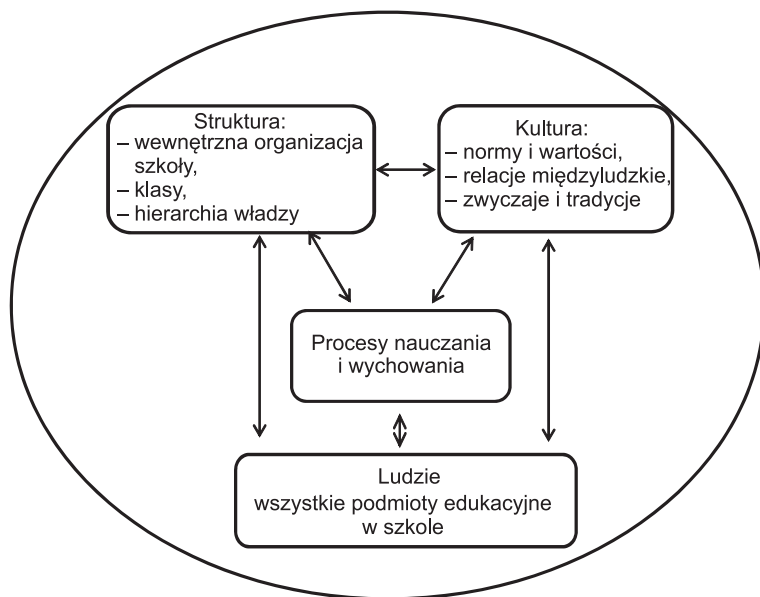 Struktura:
– wewnętrzna organizacja
szkoły,
– klasy,
– hierarchia władzy
Kultura:
– normy i wartości,
– relacje międzyludzkie,
– zwyczaje i tradycje
Procesy nauczania
i wychowania
Ludzie
wszystkie podmioty edukacyjne
w szkole